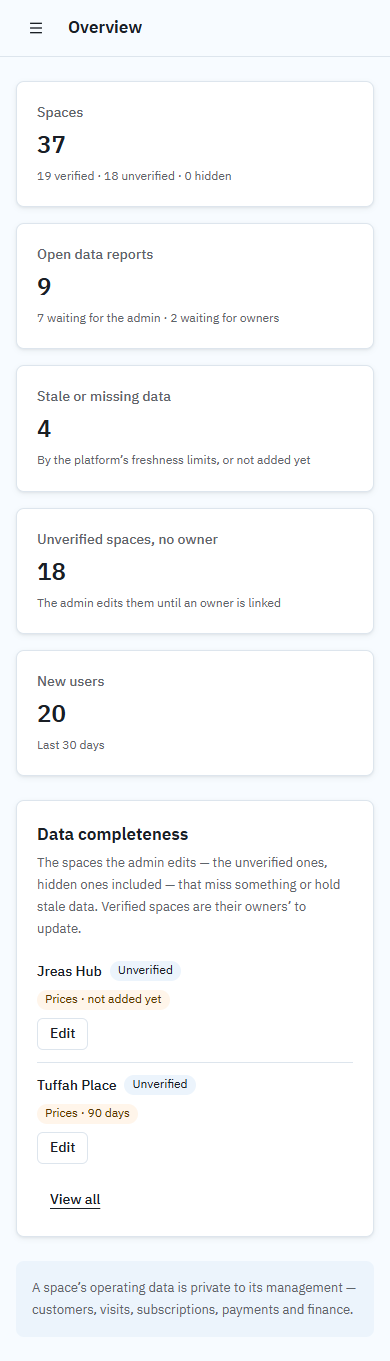 Overview
Spaces
37
19 verified · 18 unverified · 0 hidden
Open data reports
9
7 waiting for the admin · 2 waiting for owners
Stale or missing data
4
By the platform’s freshness limits, or not added yet
Unverified spaces, no owner
18
The admin edits them until an owner is linked
New users
20
Last 30 days
Data completeness
The spaces the admin edits — the unverified ones,
hidden ones included — that miss something or hold
stale data. Verified spaces are their owners’ to
update.
Jreas Hub Unverified
Prices · not added yet
Edit
Tuffah Place Unverified
Prices · 90 days
Edit
View all
A space’s operating data is private to its management —
customers, visits, subscriptions, payments and finance.